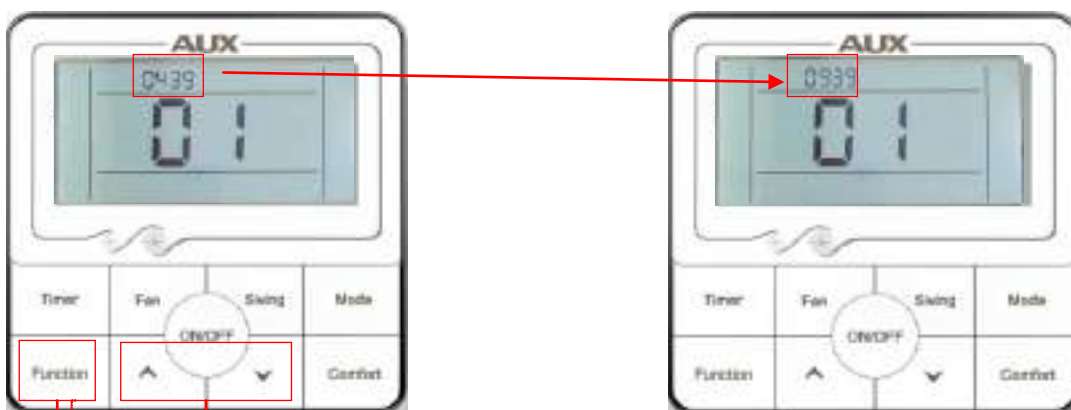 AUX
0439
01
Timer Fan Swing Mode
ON/OFF
Function Comfort
AUX
0939
01
Timer Fan Swing Mode
ON/OFF
Function Comfort